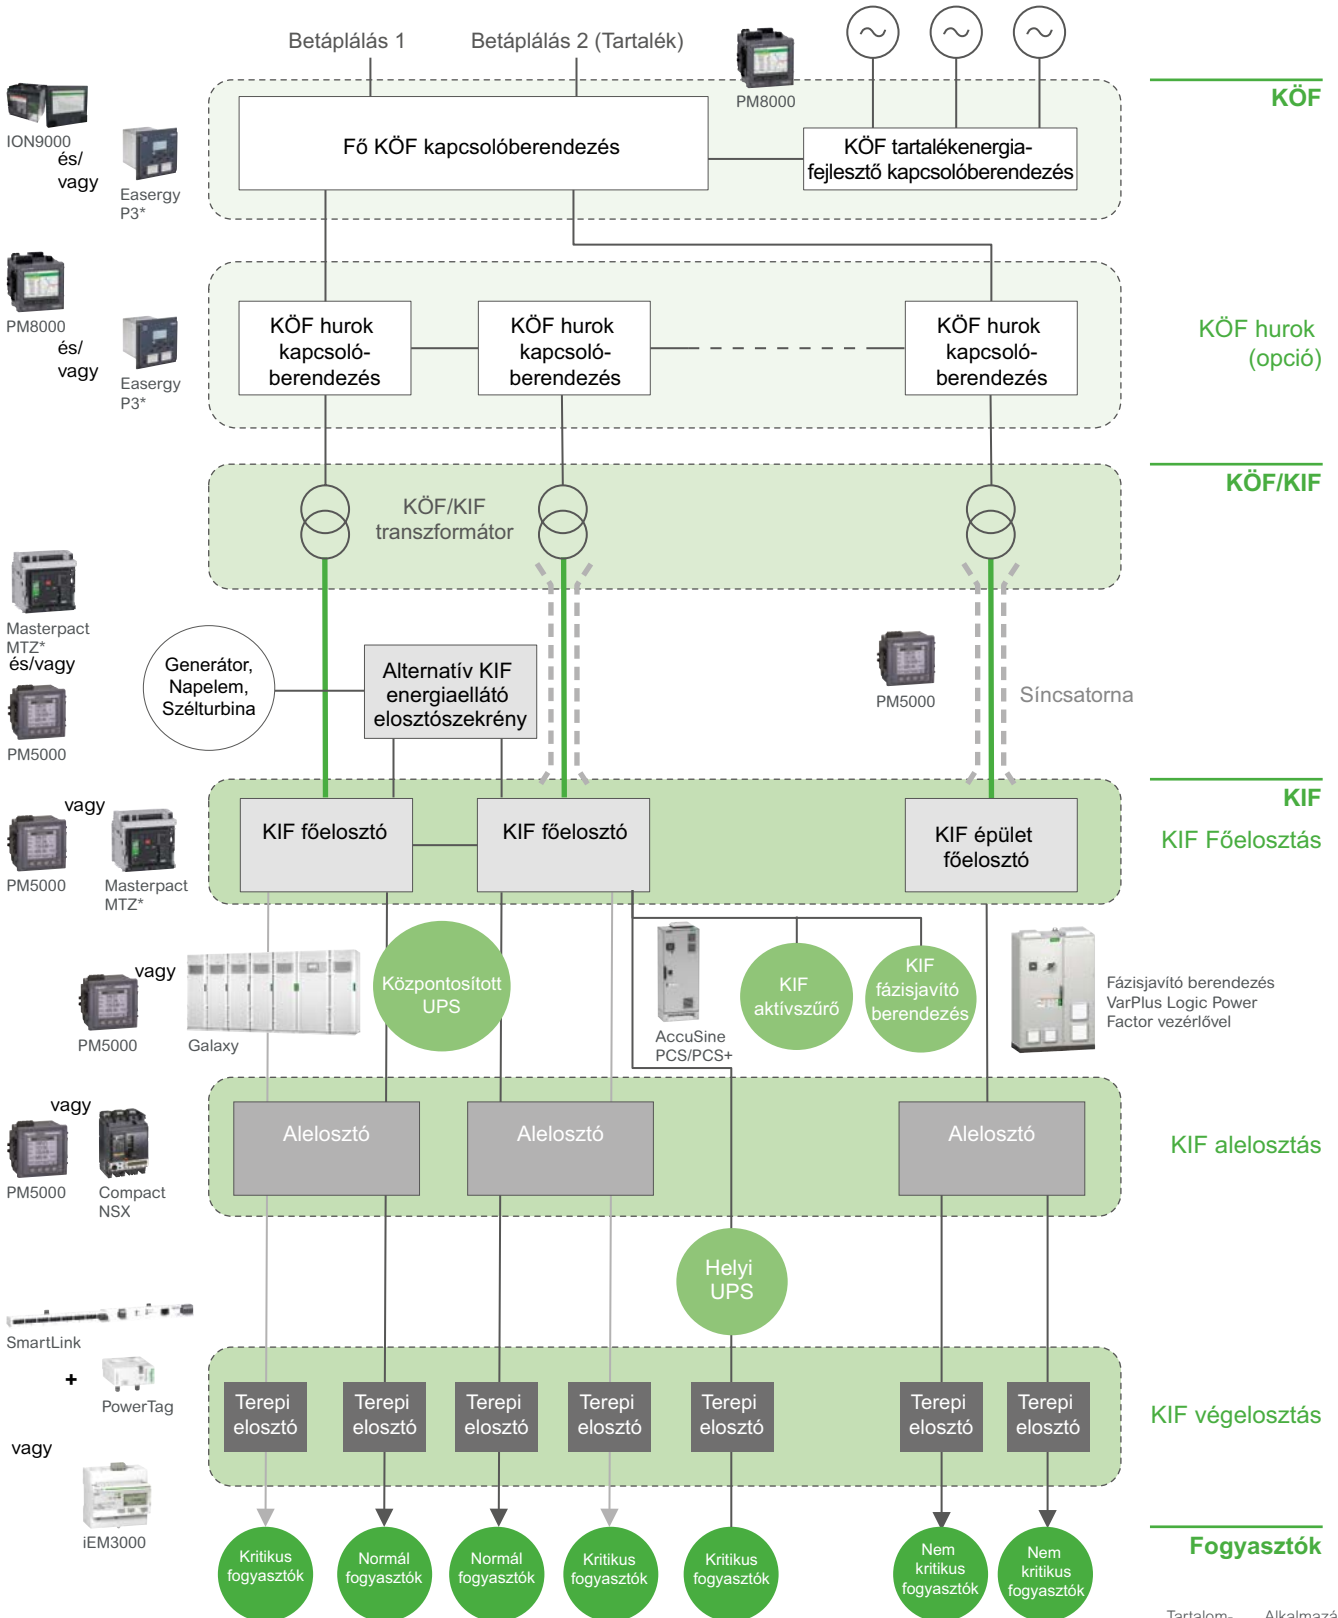 Betáplálás 1
Betáplálás 2 (Tartalék)
PM8000
KÖF
ION9000
és/
vagy
Easergy
P3*
Fő KÖF kapcsolóberendezés
KÖF tartalékenergia-
fejlesztő kapcsolóberendezés
PM8000
és/
vagy
Easergy
P3*
KÖF hurok
kapcsoló-
berendezés
KÖF hurok
kapcsoló-
berendezés
KÖF hurok
kapcsoló-
berendezés
KÖF hurok
(opció)
KÖF/KIF
KÖF/KIF
transzformátor
Masterpact
MTZ*
és/vagy
PM5000
Generátor,
Napelem,
Szélturbina
Alternatív KIF
energiaellátó
elosztószekrény
PM5000
Síncsatorna
KIF
KIF Főelosztás
vagy
PM5000
Masterpact
MTZ*
KIF főelosztó
KIF főelosztó
KIF épület
főelosztó
vagy
PM5000
Galaxy
Központosított
UPS
AccuSine
PCS/PCS+
KIF
aktívszűrő
KIF
fázisjavító
berendezés
Fázisjavító berendezés
VarPlus Logic Power
Factor vezérlővel
vagy
PM5000
Compact
NSX
Alelosztó
Alelosztó
Alelosztó
KIF alelosztás
Helyi
UPS
SmartLink
+
PowerTag
vagy
iEM3000
Terepi
elosztó
Terepi
elosztó
Terepi
elosztó
Terepi
elosztó
Terepi
elosztó
Terepi
elosztó
Terepi
elosztó
KIF végelosztás
Kritikus
fogyasztók
Normál
fogyasztók
Normál
fogyasztók
Kritikus
fogyasztók
Kritikus
fogyasztók
Nem
kritikus
fogyasztók
Nem
kritikus
fogyasztók
Fogyasztók
Tartalom-